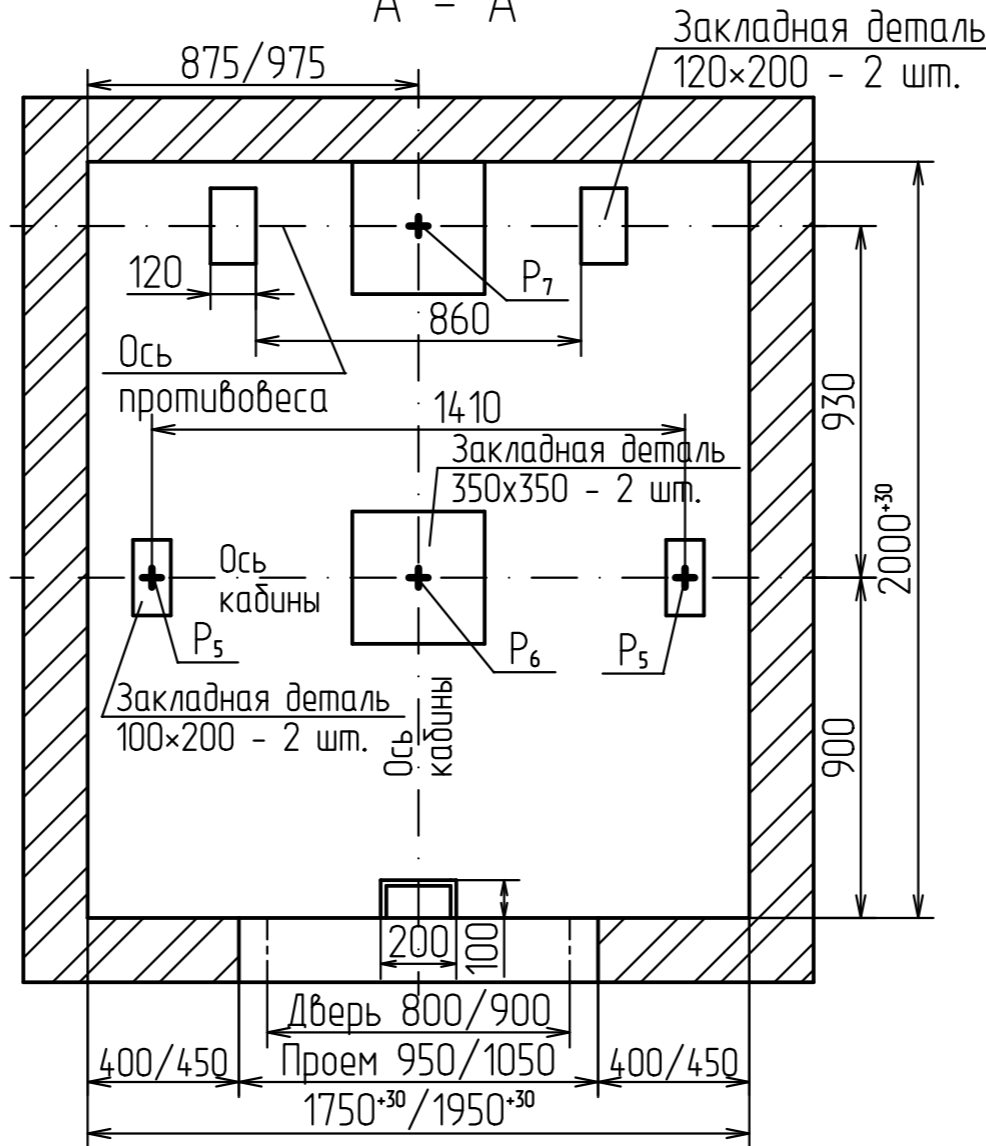 А - А
Закладная деталь
120×200 - 2 шт.
875/975
120
P₇
860
Ось
противовеса
1410
930
Закладная деталь
350х350 - 2 шт.
2000⁺³⁰
Ось
кабины
P₅
P₆
P₅
Закладная деталь
100×200 - 2 шт.
Ось
кабины
900
200
100
Дверь 800/900
400/450
Проем 950/1050
400/450
1750⁺³⁰/1950⁺³⁰